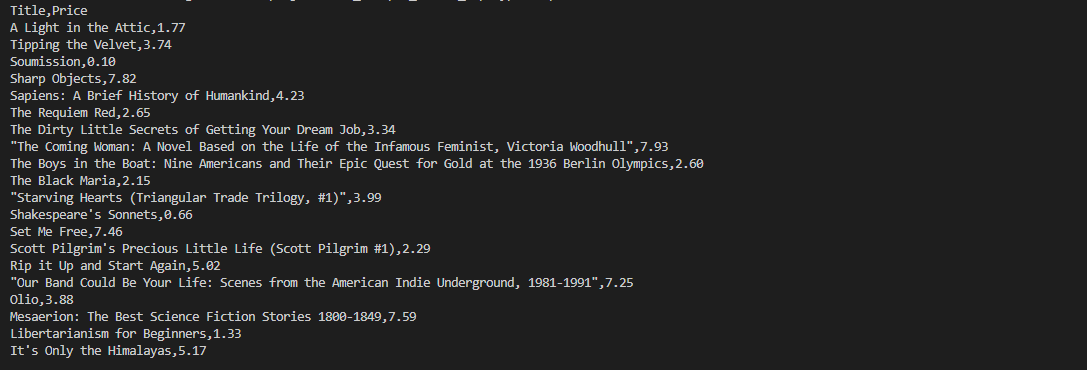 Title,Price
A Light in the Attic,1.77
Tipping the Velvet,3.74
Soumission,0.10
Sharp Objects,7.82
Sapiens: A Brief History of Humankind,4.23
The Requiem Red,2.65
The Dirty Little Secrets of Getting Your Dream Job,3.34
"The Coming Woman: A Novel Based on the Life of the Infamous Feminist, Victoria Woodhull",7.93
The Boys in the Boat: Nine Americans and Their Epic Quest for Gold at the 1936 Berlin Olympics,2.60
The Black Maria,2.15
"Starving Hearts (Triangular Trade Trilogy, #1)",3.99
Shakespeare's Sonnets,0.66
Set Me Free,7.46
Scott Pilgrim's Precious Little Life (Scott Pilgrim #1),2.29
Rip it Up and Start Again,5.02
"Our Band Could Be Your Life: Scenes from the American Indie Underground, 1981-1991",7.25
Olio,3.88
Mesaerion: The Best Science Fiction Stories 1800-1849,7.59
Libertarianism for Beginners,1.33
It's Only the Himalayas,5.17